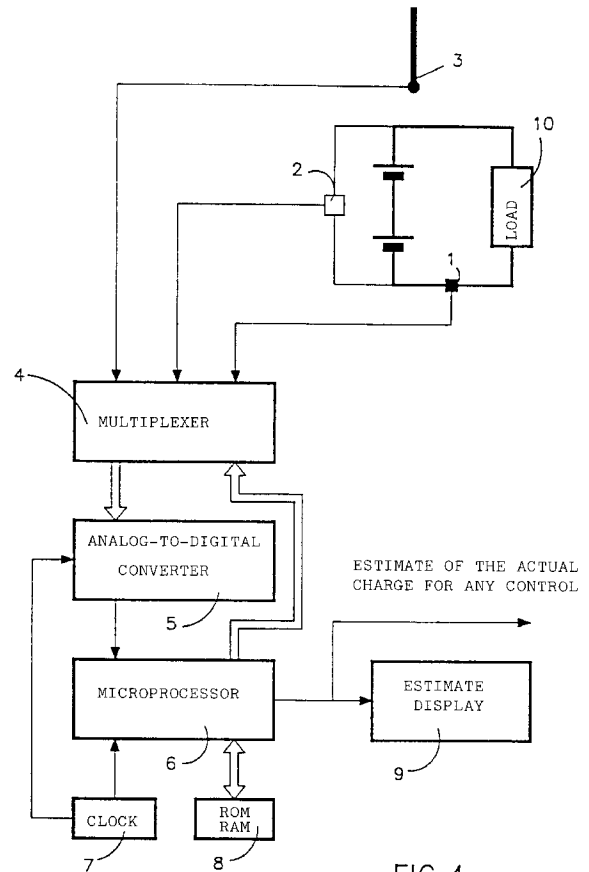 3
10
2
LOAD
1
4
MULTIPLEXER
ANALOG-TO-DIGITAL
CONVERTER
5
ESTIMATE OF THE ACTUAL
CHARGE FOR ANY CONTROL
MICROPROCESSOR
6
ESTIMATE
DISPLAY
9
CLOCK
7
ROM
RAM
8